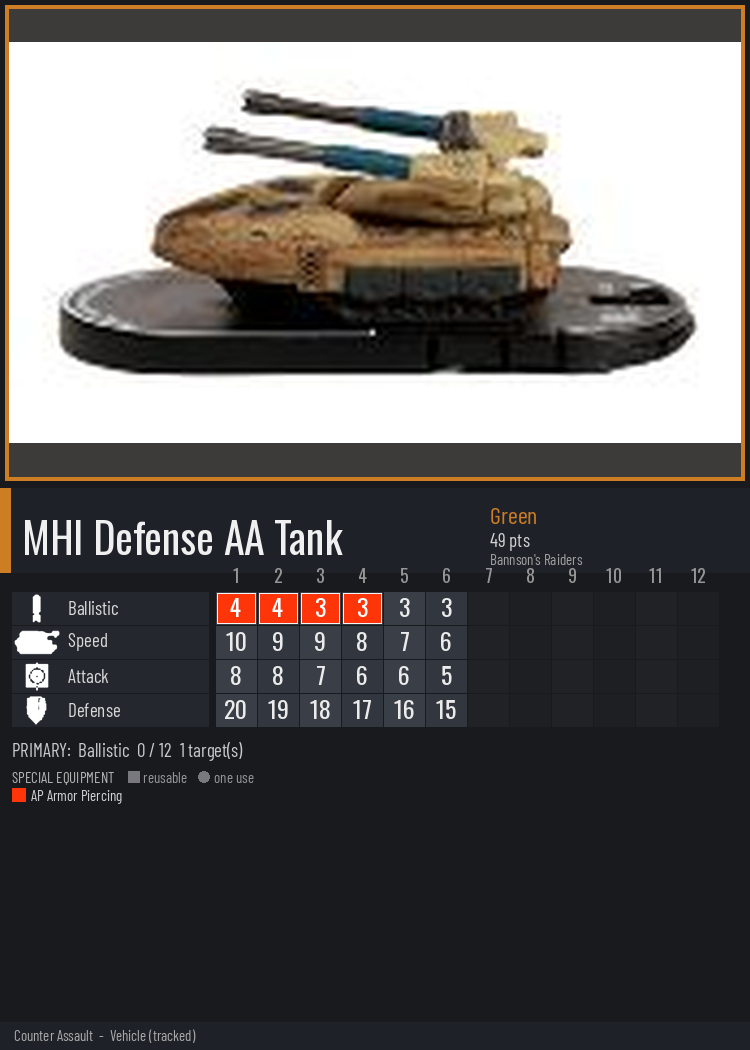 MHI Defense AA Tank
Green
49 pts
Bannson's Raiders
1 2 3 4 5 6 7 8 9 10 11 12
Ballistic 4 4 3 3 3 3
Speed 10 9 9 8 7 6
Attack 8 8 7 6 6 5
Defense 20 19 18 17 16 15
PRIMARY: Ballistic 0 / 12 1 target(s)
SPECIAL EQUIPMENT reusable one use
AP Armor Piercing
Counter Assault - Vehicle (tracked)